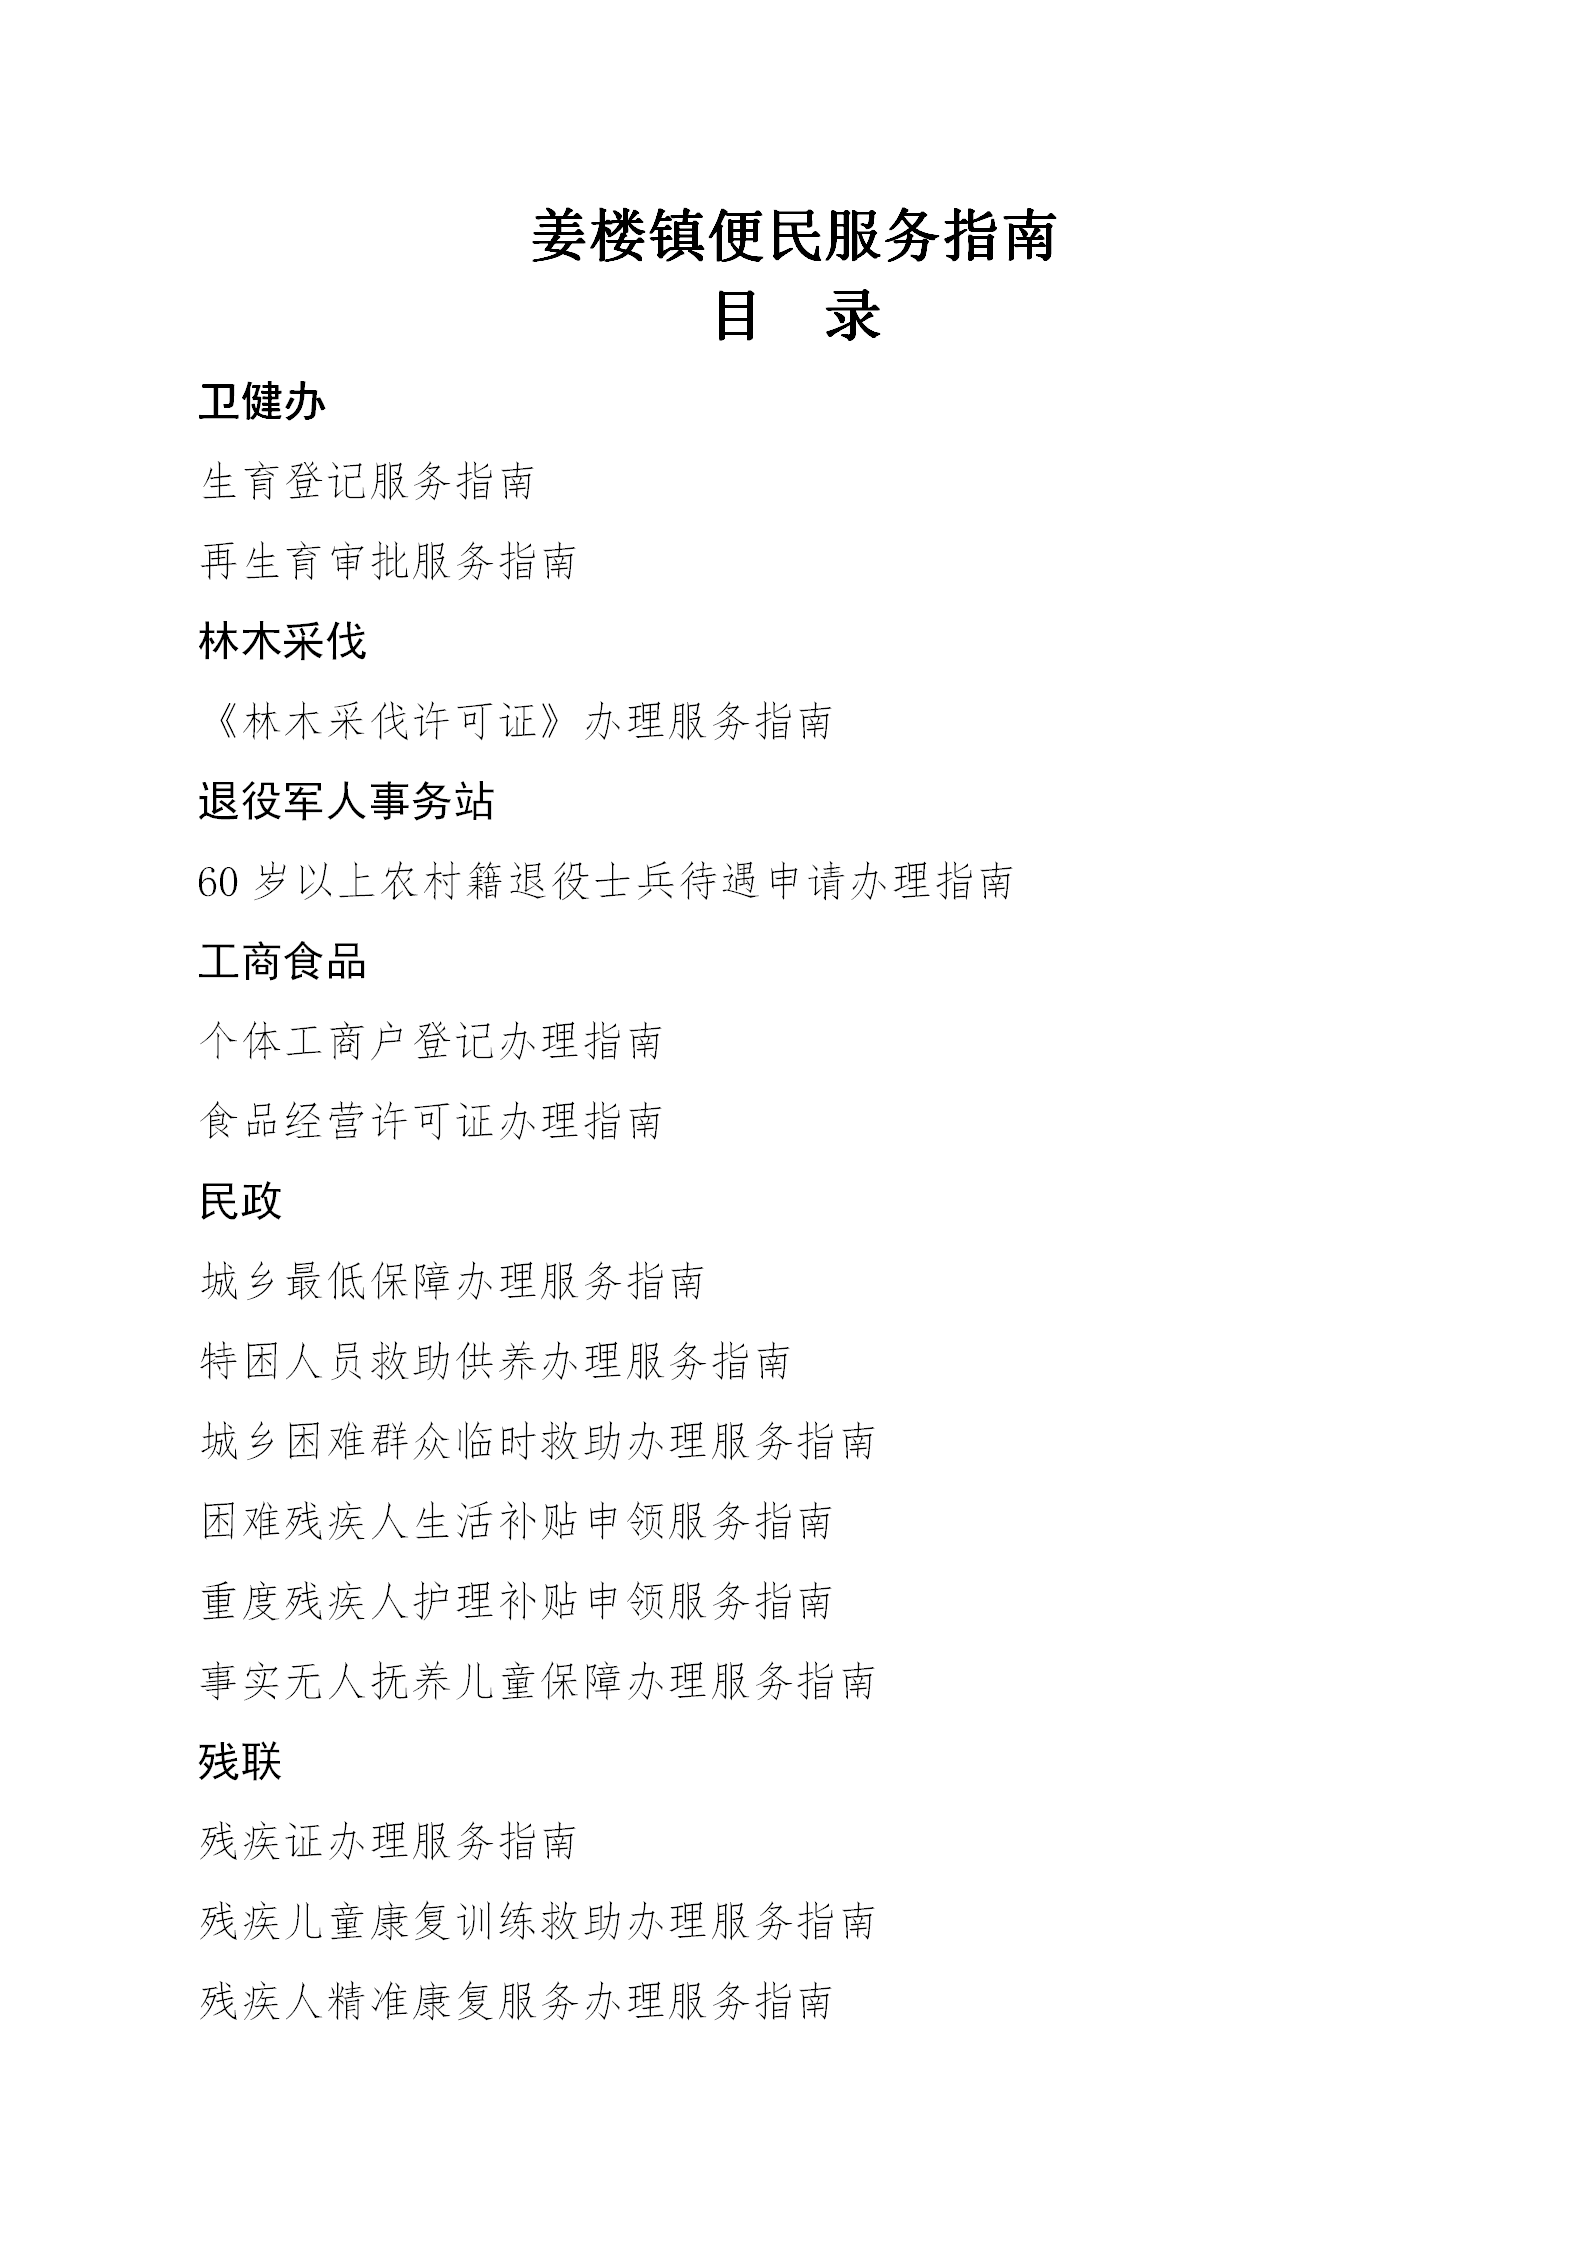 姜楼镇便民服务指南
目 录
卫健办
生育登记服务指南
再生育审批服务指南
林木采伐
《林木采伐许可证》办理服务指南
退役军人事务站
60 岁以上农村籍退役士兵待遇申请办理指南
工商食品
个体工商户登记办理指南
食品经营许可证办理指南
民政
城乡最低保障办理服务指南
特困人员救助供养办理服务指南
城乡困难群众临时救助办理服务指南
困难残疾人生活补贴申领服务指南
重度残疾人护理补贴申领服务指南
事实无人抚养儿童保障办理服务指南
残联
残疾证办理服务指南
残疾儿童康复训练救助办理服务指南
残疾人精准康复服务办理服务指南